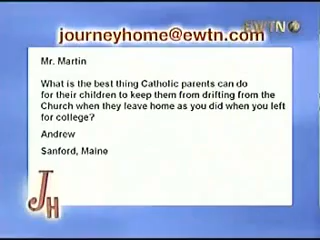 journeyhome@ewtn.com
EWTN
Mr. Martin
What is the best thing Catholic parents can do
for their children to keep them from drifting from the
Church when they leave home as you did when you left
for college?
Andrew
Sanford, Maine
JH